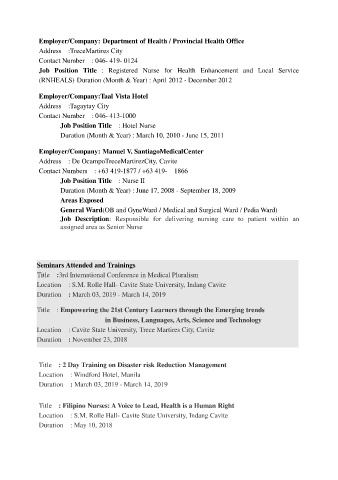 Employer/Company: Department of Health / Provincial Health Office
Address :TreceMartires City
Contact Number : 046- 419- 0124
Job Position Title : Registered Nurse for Health Enhancement and Local Service
(RNHEALS) Duration (Month & Year) : April 2012 - December 2012
Employer/Company:Taal Vista Hotel
Address :Tagaytay City
Contact Number : 046- 413-1000
Job Position Title : Hotel Nurse
Duration (Month & Year) : March 10, 2010 - June 15, 2011
Employer/Company: Manuel V. SantiagoMedicalCenter
Address : De OcampoTreceMartirezCity, Cavite
Contact Numbers : +63 419-1877 / +63 419- 1866
Job Position Title : Nurse II
Duration (Month & Year) : June 17, 2008 - September 18, 2009
Areas Exposed
General Ward(OB and GyneWard / Medical and Surgical Ward / Pedia Ward)
Job Description: Responsible for delivering nursing care to patient within an
assigned area as Senior Nurse
Seminars Attended and Trainings
Title :3rd International Conference in Medical Pluralism
Location : S.M. Rolle Hall- Cavite State University, Indang Cavite
Duration : March 03, 2019 - March 14, 2019
Title : Empowering the 21st Century Learners through the Emerging trends
in Business, Languages, Arts, Science and Technology
Location : Cavite State University, Trece Martires City, Cavite
Duration : November 23, 2018
Title : 2 Day Training on Disaster risk Reduction Management
Location : Windford Hotel, Manila
Duration : March 03, 2019 - March 14, 2019
Title : Filipino Nurses: A Voice to Lead, Health is a Human Right
Location : S.M. Rolle Hall- Cavite State University, Indang Cavite
Duration : May 10, 2018